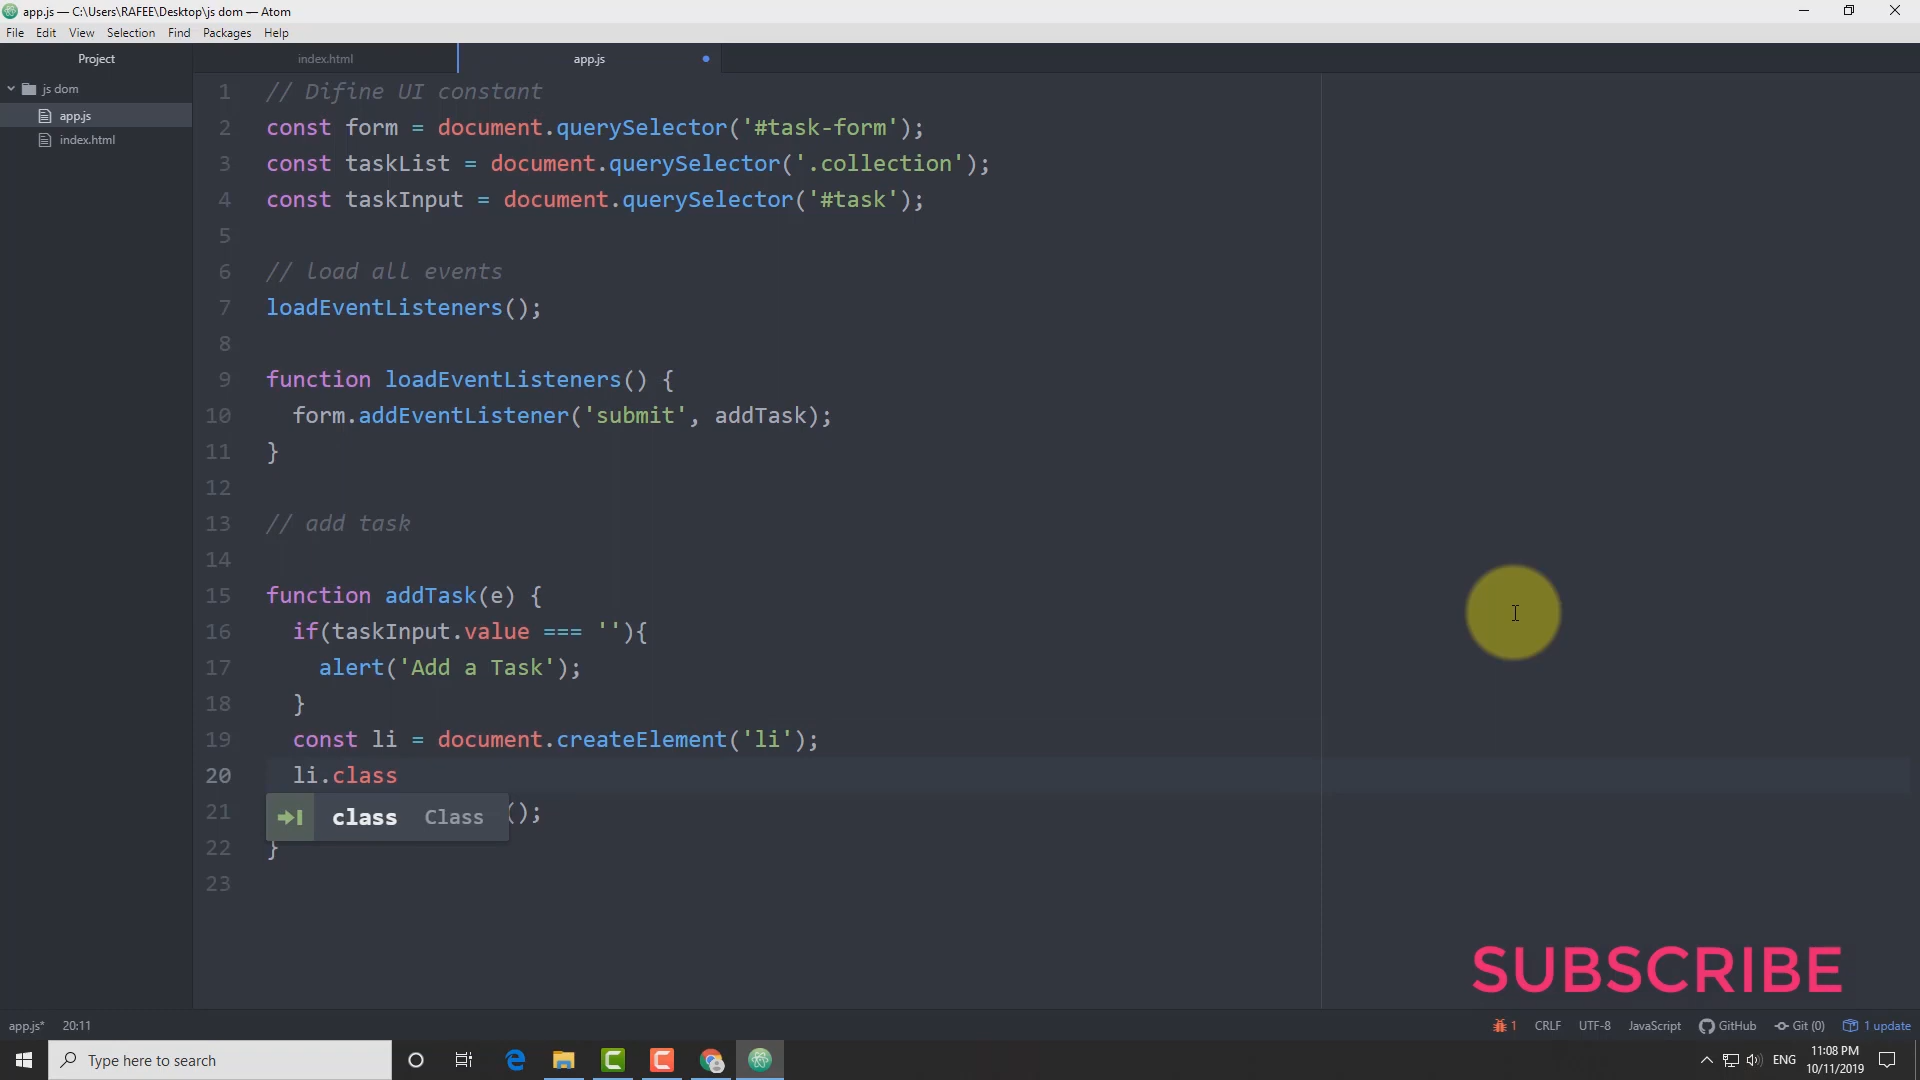 app.js — C:\Users\RAFEE\Desktop\js dom — Atom
File Edit View Selection Find Packages Help
Project
index.html
app.js
js dom
app.js
index.html
1 // Difine UI constant
2 const form = document.querySelector('#task-form');
3 const taskList = document.querySelector('.collection');
4 const taskInput = document.querySelector('#task');
5
6 // load all events
7 loadEventListeners();
8
9 function loadEventListeners() {
10 form.addEventListener('submit', addTask);
11 }
12
13 // add task
14
15 function addTask(e) {
16 if(taskInput.value === ''){
17 alert('Add a Task');
18 }
19 const li = document.createElement('li');
20 li.class
21 ();
class Class
22 }
23
SUBSCRIBE
app.js* 20:11
1 CRLF UTF-8 JavaScript GitHub Git (0) 1 update
Type here to search
ENG
11:08 PM
10/11/2019